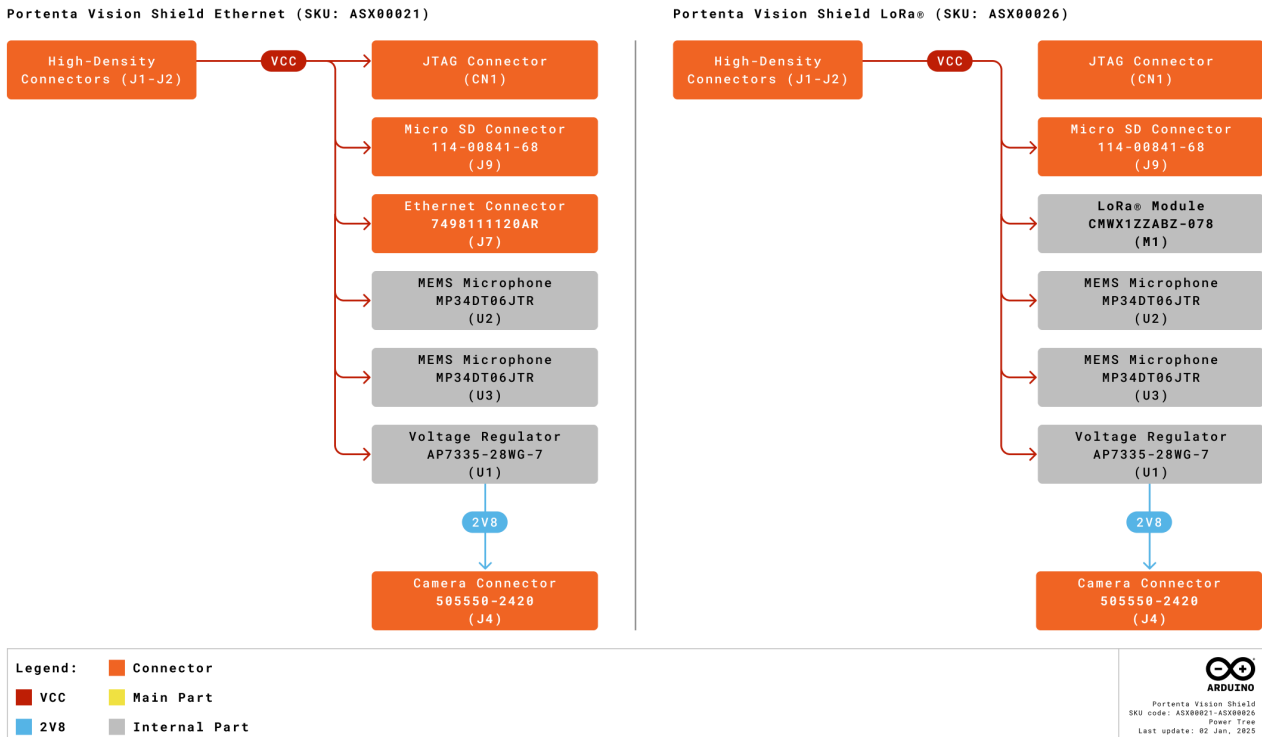 Portenta Vision Shield Ethernet (SKU: ASX00021)
High-Density
Connectors (J1-J2)
VCC
JTAG Connector
(CN1)
Micro SD Connector
114-00841-68
(J9)
Ethernet Connector
7498111120AR
(J7)
MEMS Microphone
MP34DT06JTR
(U2)
MEMS Microphone
MP34DT06JTR
(U3)
Voltage Regulator
AP7335-28WG-7
(U1)
2V8
Camera Connector
505550-2420
(J4)
Portenta Vision Shield LoRa® (SKU: ASX00026)
High-Density
Connectors (J1-J2)
VCC
JTAG Connector
(CN1)
Micro SD Connector
114-00841-68
(J9)
LoRa® Module
CMWX1ZZABZ-078
(M1)
MEMS Microphone
MP34DT06JTR
(U2)
MEMS Microphone
MP34DT06JTR
(U3)
Voltage Regulator
AP7335-28WG-7
(U1)
2V8
Camera Connector
505550-2420
(J4)
Legend:
Connector
VCC
Main Part
2V8
Internal Part
ARDUINO
Portenta Vision Shield
SKU code: ASX00021-ASX00026
Power Tree
Last update: 02 Jan, 2025